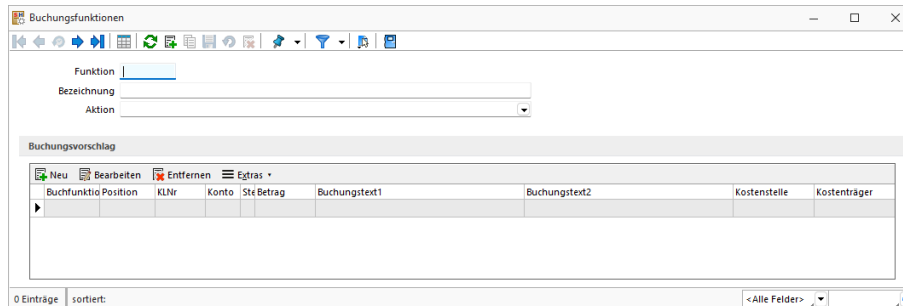 Buchungsfunktionen
Funktion
Bezeichnung
Aktion
Buchungsvorschlag
Neu Bearbeiten Entfernen Extras
Buchfunktio Position KLNr Konto Ste Betrag Buchungstext1 Buchungstext2 Kostenstelle Kostenträger
0 Einträge sortiert: <Alle Felder>